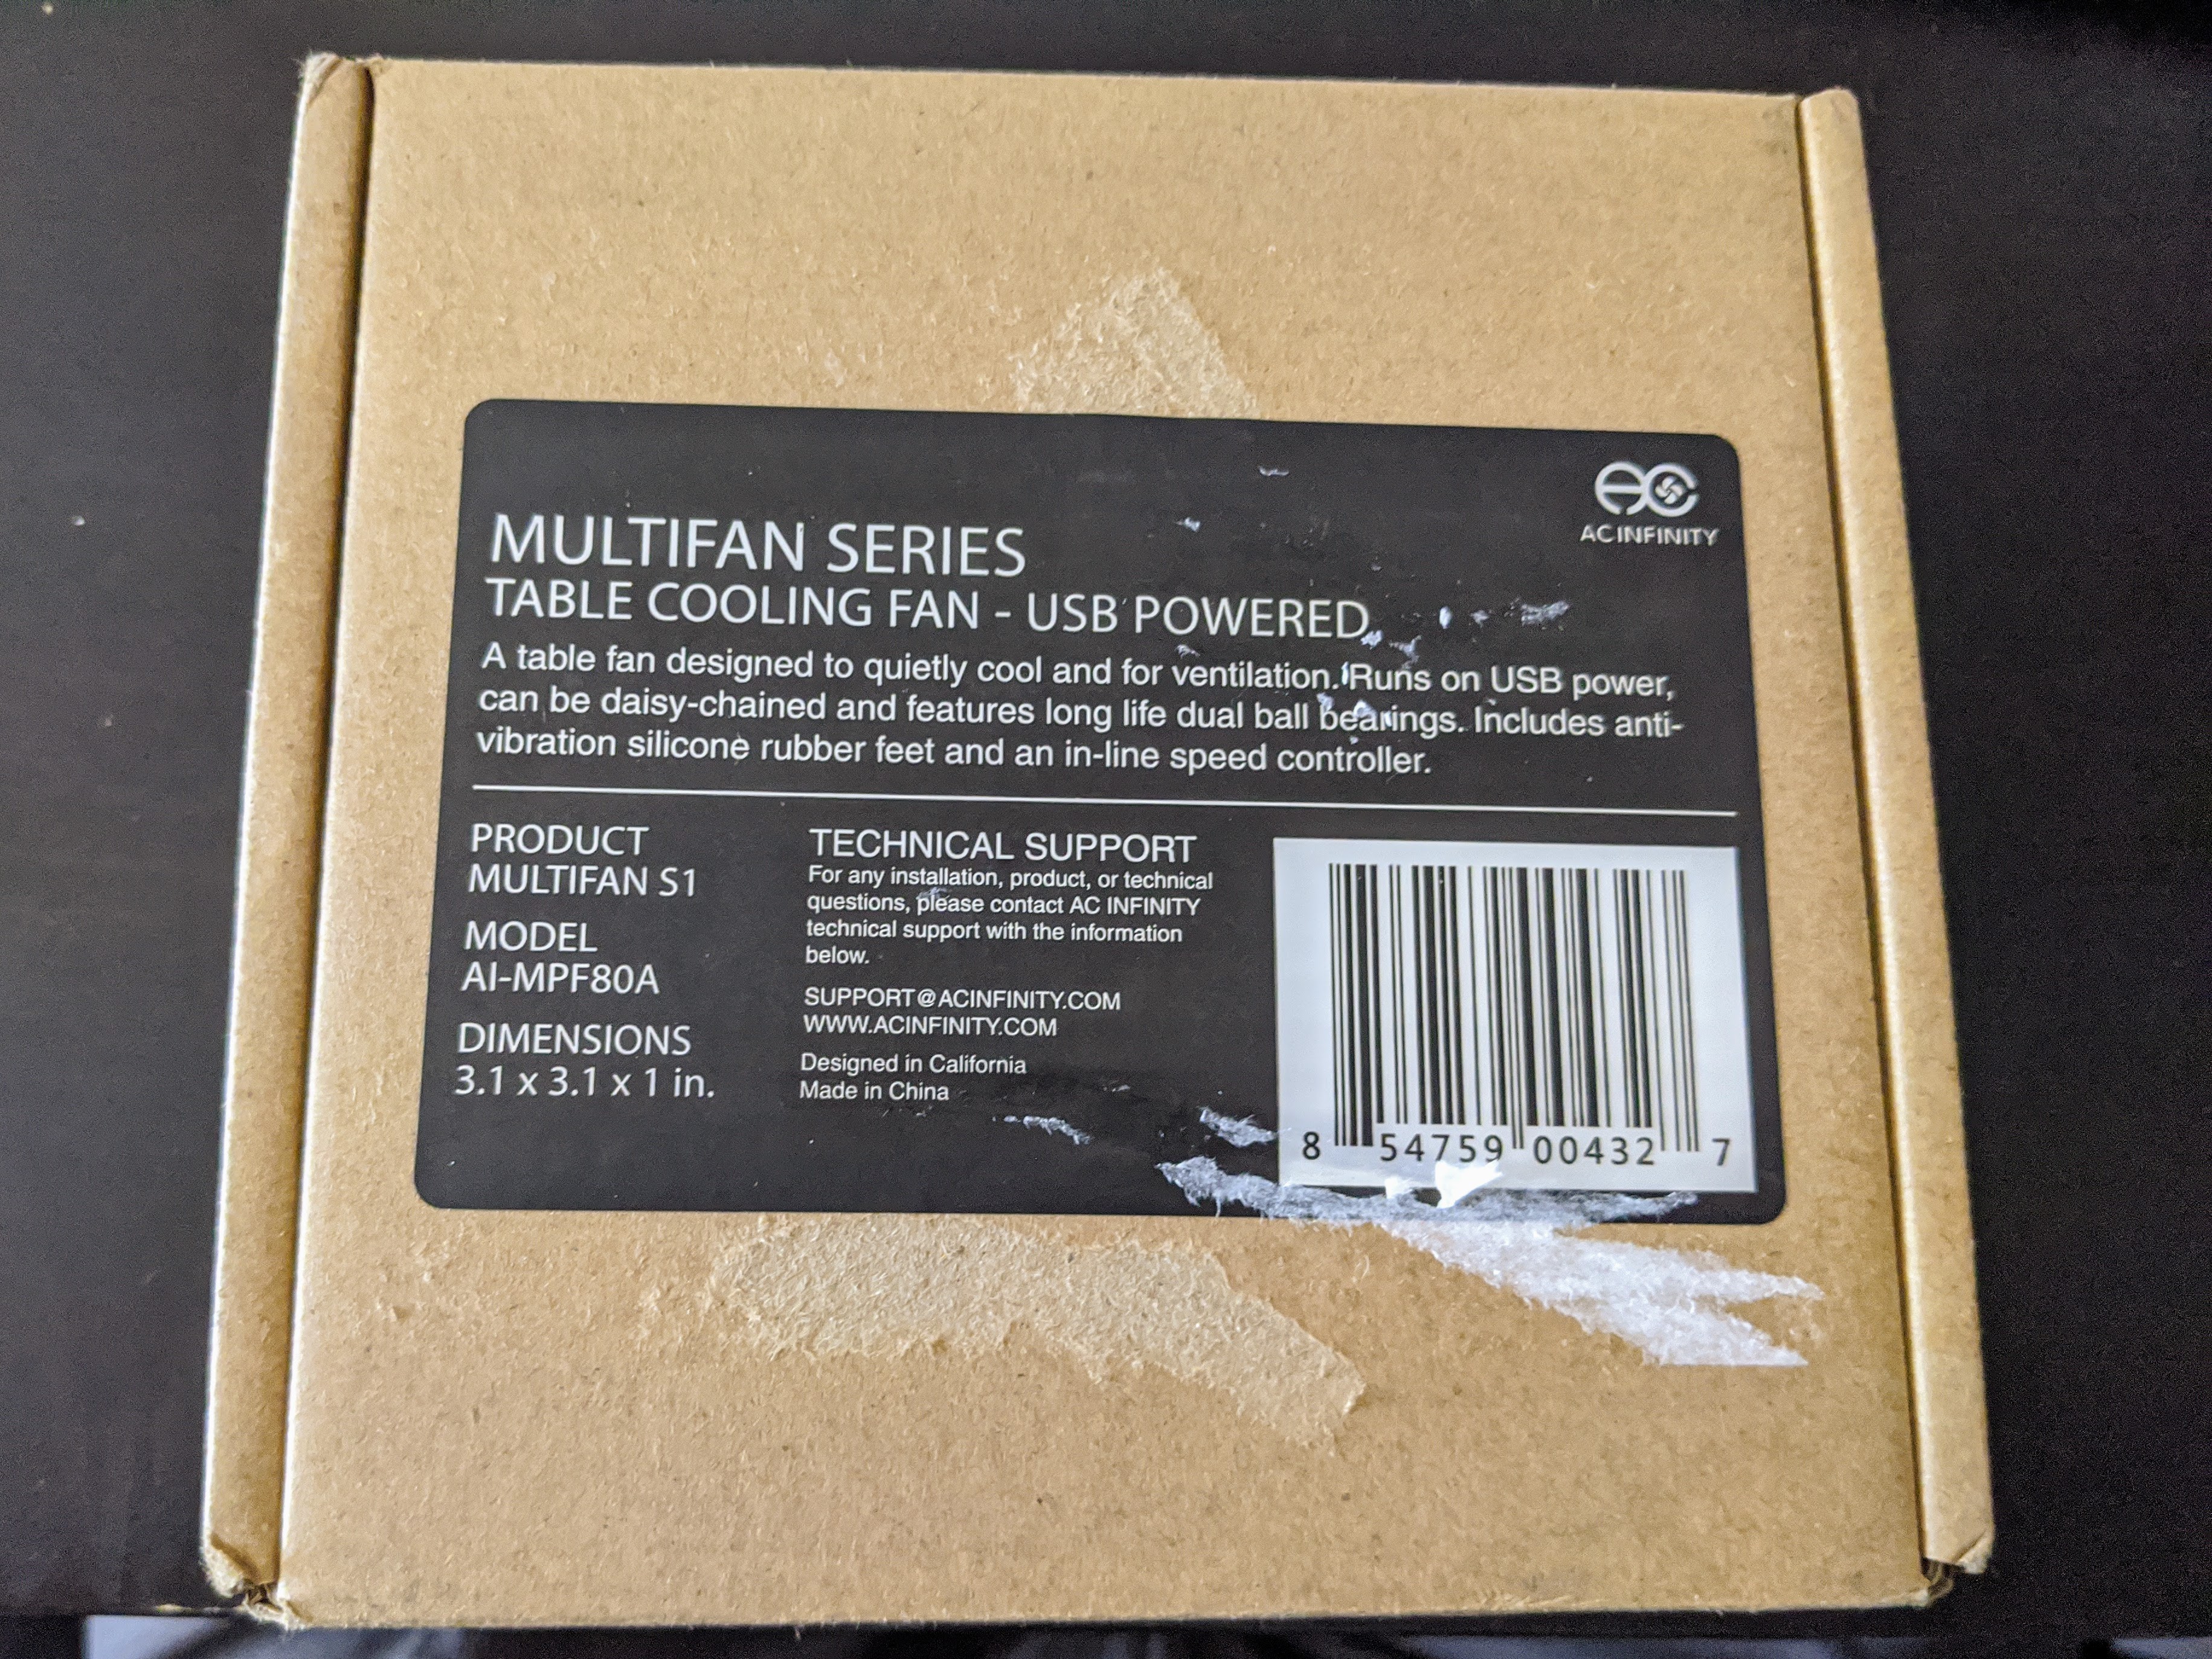 AC INFINITY
MULTIFAN SERIES
TABLE COOLING FAN - USB POWERED
A table fan designed to quietly cool and for ventilation. Runs on USB power,
can be daisy-chained and features long life dual ball bearings. Includes anti-
vibration silicone rubber feet and an in-line speed controller.
PRODUCT
MULTIFAN S1
MODEL
AI-MPF80A
DIMENSIONS
3.1 x 3.1 x 1 in.
TECHNICAL SUPPORT
For any installation, product, or technical
questions, please contact AC INFINITY
technical support with the information
below.
SUPPORT@ACINFINITY.COM
WWW.ACINFINITY.COM
Designed in California
Made in China
8 54759 00432 7